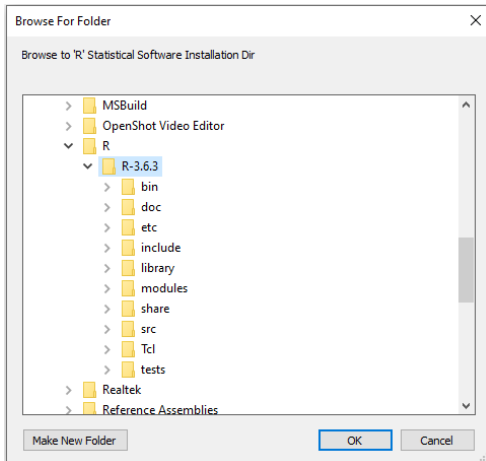 Browse For Folder
Browse to 'R' Statistical Software Installation Dir
MSBuild
OpenShot Video Editor
R
R-3.6.3
bin
doc
etc
include
library
modules
share
src
Tcl
tests
Realtek
Reference Assemblies
Make New Folder
OK
Cancel